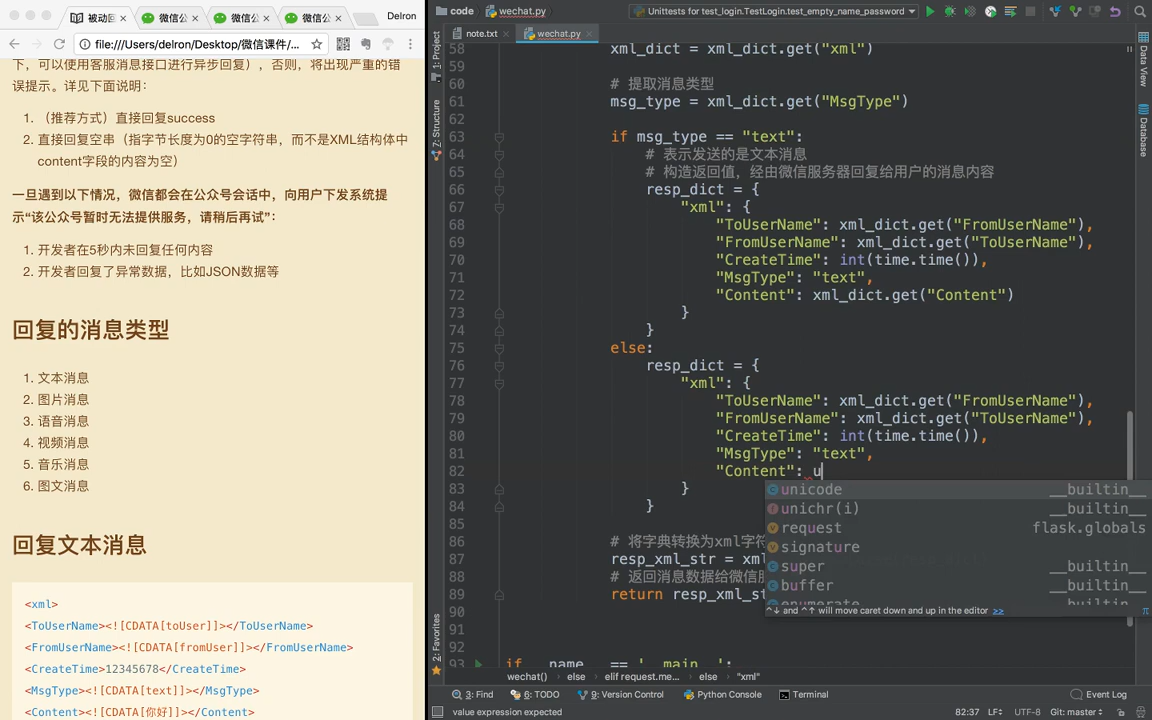 被动回
微信公
微信公
微信公
Delron
file:///Users/delron/Desktop/微信课件/...
下，可以使用客服消息接口进行异步回复），否则，将出现严重的错
误提示。详见下面说明：
1. （推荐方式）直接回复success
2. 直接回复空串（指字节长度为0的空字符串，而不是XML结构体中
content字段的内容为空）
一旦遇到以下情况，微信都会在公众号会话中，向用户下发系统提
示“该公众号暂时无法提供服务，请稍后再试”：
1. 开发者在5秒内未回复任何内容
2. 开发者回复了异常数据，比如JSON数据等
回复的消息类型
1. 文本消息
2. 图片消息
3. 语音消息
4. 视频消息
5. 音乐消息
6. 图文消息
回复文本消息
<xml>
<ToUserName><![CDATA[toUser]]></ToUserName>
<FromUserName><![CDATA[fromUser]]></FromUserName>
<CreateTime>12345678</CreateTime>
<MsgType><![CDATA[text]]></MsgType>
<Content><![CDATA[你好]]></Content>
code
wechat.py
Unittests for test_login.TestLogin.test_empty_name_password
note.txt
wechat.py
1: Project
7: Structure
2: Favorites
Data View
Database
58 xml_dict = xml_dict.get("xml")
59
60 # 提取消息类型
61 msg_type = xml_dict.get("MsgType")
62
63 if msg_type == "text":
64 # 表示发送的是文本消息
65 # 构造返回值，经由微信服务器回复给用户的消息内容
66 resp_dict = {
67 "xml": {
68 "ToUserName": xml_dict.get("FromUserName"),
69 "FromUserName": xml_dict.get("ToUserName"),
70 "CreateTime": int(time.time()),
71 "MsgType": "text",
72 "Content": xml_dict.get("Content")
73 }
74 }
75 else:
76 resp_dict = {
77 "xml": {
78 "ToUserName": xml_dict.get("FromUserName"),
79 "FromUserName": xml_dict.get("ToUserName"),
80 "CreateTime": int(time.time()),
81 "MsgType": "text",
82 "Content": u
83 }
84 }
85
86 # 将字典转换为xml字符
87 resp_xml_str = xml
88 # 返回消息数据给微信服
89 return resp_xml_st
90
91
92
93 if __name__ == '__main__':
unicode __builtin__
unichr(i) __builtin__
request flask.globals
signature
super __builtin__
buffer __builtin__
enumerate __builtin__
^↓ and ^↑ will move caret down and up in the editor >>
π
wechat()
else
elif request.me...
else
"xml"
3: Find
6: TODO
9: Version Control
Python Console
Terminal
Event Log
value expression expected
82:37
LF
UTF-8
Git: master